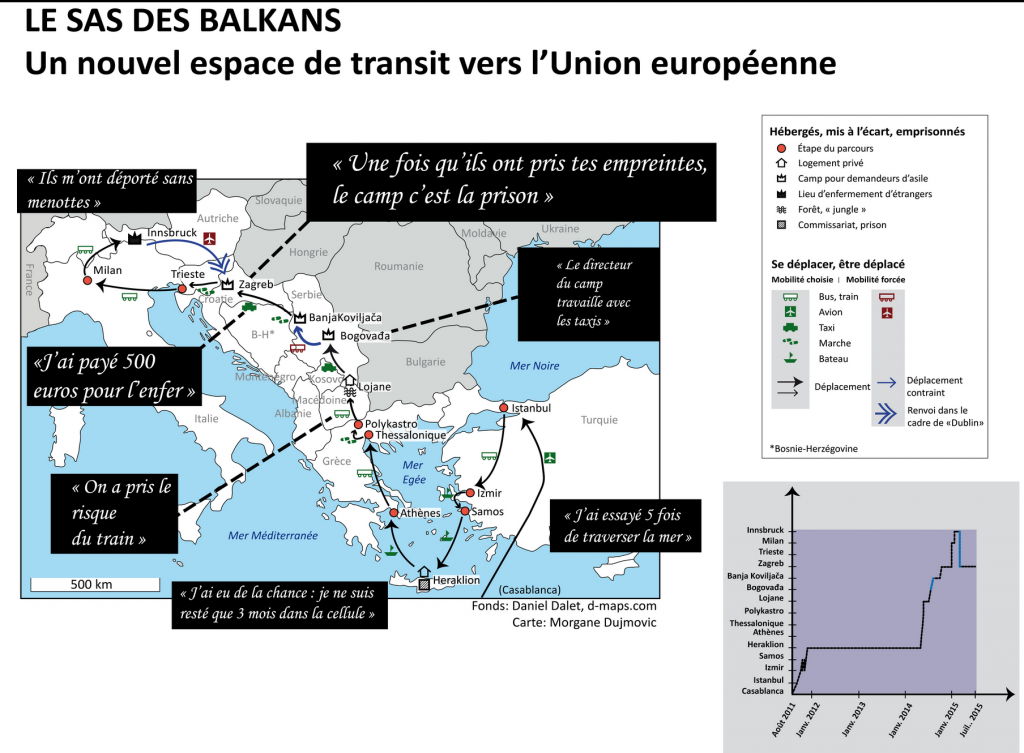 LE SAS DES BALKANS
Un nouvel espace de transit vers l’Union européenne
« Ils m’ont déporté sans
menottes »
« Une fois qu’ils ont pris tes empreintes,
le camp c’est la prison »
« Le directeur
du camp
travaille avec
les taxis »
«J’ai payé 500
euros pour l’enfer »
« On a pris le
risque
du train »
« J’ai essayé 5 fois
de traverser la mer »
« J’ai eu de la chance : je ne suis
resté que 3 mois dans la cellule »
France
Autriche
Slovaquie
Hongrie
Moldavie
Ukraine
Roumanie
Innsbruck
Milan
Trieste
Zagreb
Croatie
Serbie
BanjaKoviljača
B-H*
Bogovađa
Monténégro
Kosovo
Bulgarie
Lojane
Macédoine
Albanie
Italie
Mer Noire
Istanbul
Turquie
Polykastro
Thessalonique
Grèce
Mer
Egée
Izmir
Samos
Athènes
Mer Méditerranée
Heraklion
(Casablanca)
500 km
Fonds: Daniel Dalet, d-maps.com
Carte: Morgane Dujmovic
Hébergés, mis à l’écart, emprisonnés
Étape du parcours
Logement privé
Camp pour demandeurs d’asile
Lieu d’enfermement d’étrangers
Forêt, « jungle »
Commissariat, prison
Se déplacer, être déplacé
Mobilité choisie | Mobilité forcée
Bus, train
Avion
Taxi
Marche
Bateau
Déplacement
Déplacement
contraint
Renvoi dans le
cadre de «Dublin»
*Bosnie-Herzégovine
Innsbruck
Milan
Trieste
Zagreb
Banja Koviljača
Bogovađa
Lojane
Polykastro
Thessalonique
Athènes
Heraklion
Samos
Izmir
Istanbul
Casablanca
Août 2011
Janv. 2012
Janv. 2013
Janv. 2014
Janv. 2015
Juil.. 2015